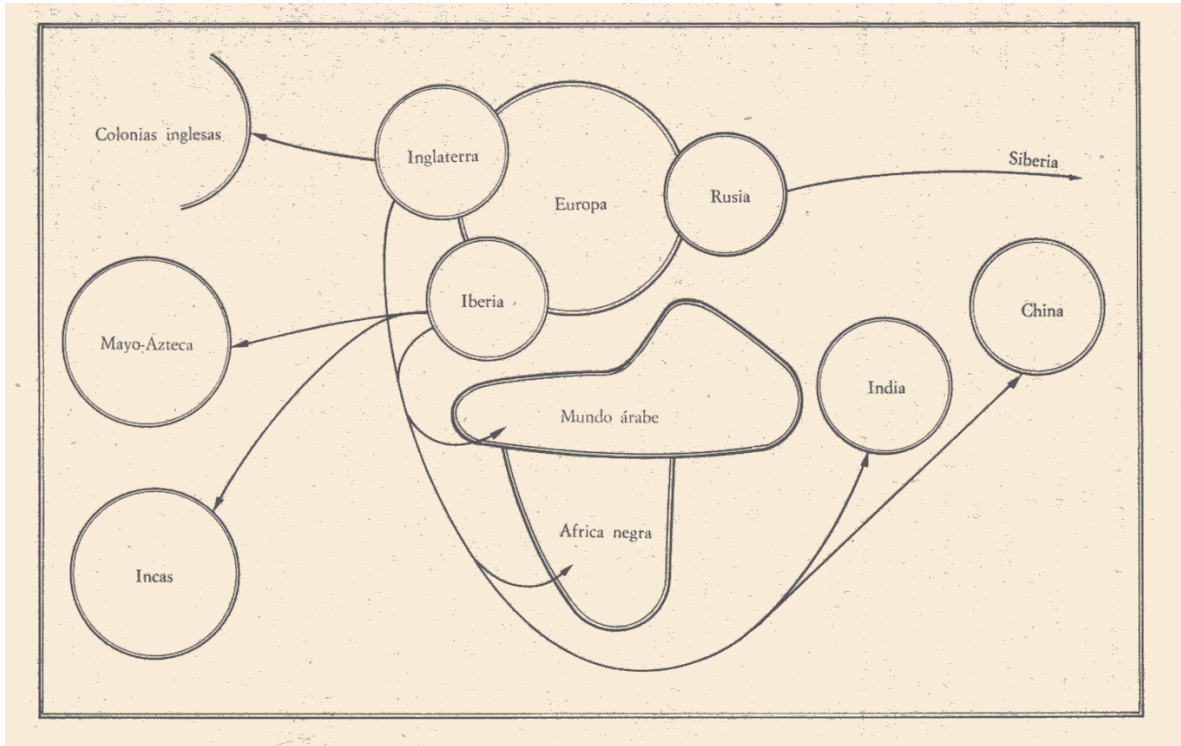 Colonias inglesas
Inglaterra
Europa
Rusia
Siberia
Iberia
China
Mayo-Azteca
India
Mundo árabe
Africa negra
Incas